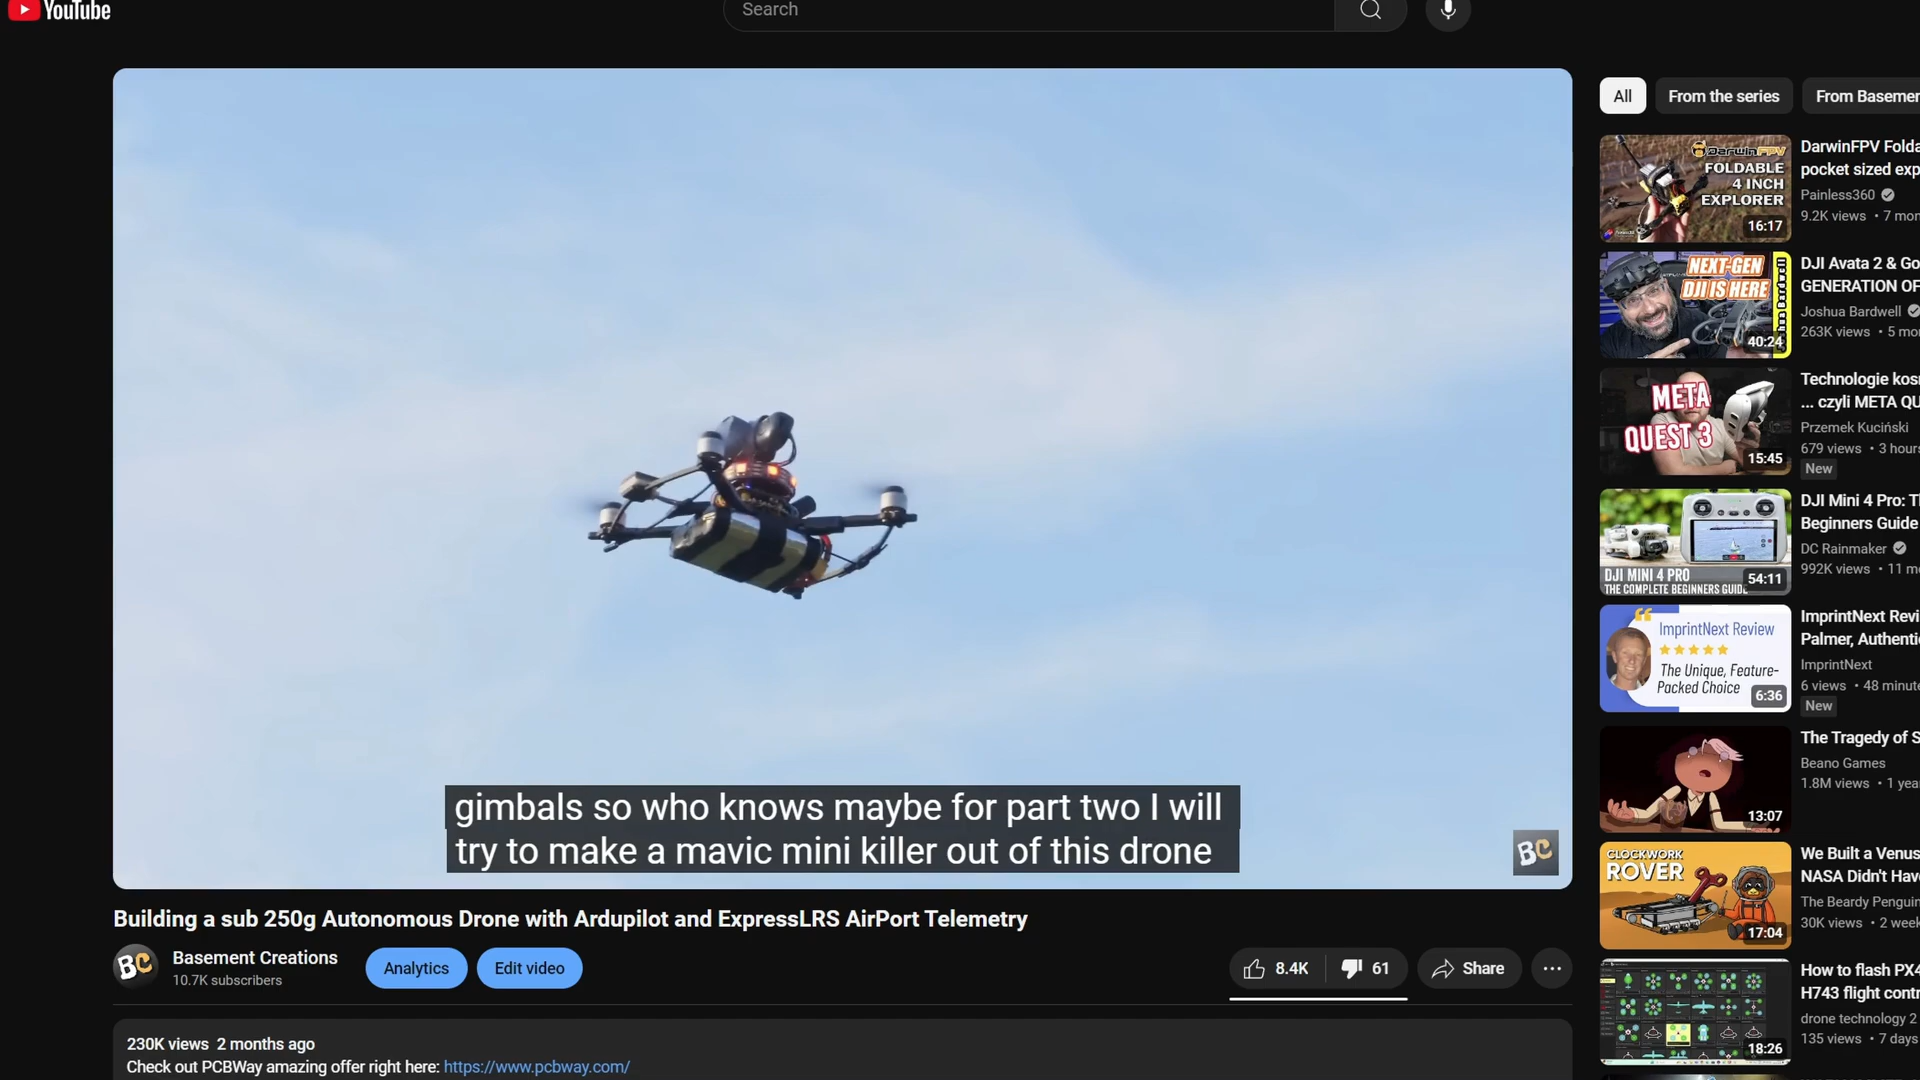 YouTube
Search
gimbals so who knows maybe for part two I will
try to make a mavic mini killer out of this drone
BC
Building a sub 250g Autonomous Drone with Ardupilot and ExpressLRS AirPort Telemetry
BC
Basement Creations
10.7K subscribers
Analytics
Edit video
8.4K
61
Share
230K views 2 months ago
Check out PCBWay amazing offer right here: https://www.pcbway.com/
All
From the series
From Basemen
DarwinFPV
FOLDABLE
4 INCH
EXPLORER
16:17
DarwinFPV Folda
pocket sized exp
Painless360
9.2K views • 7 mon
NEXT-GEN
DJI IS HERE
40:24
DJI Avata 2 & Go
GENERATION OF
Joshua Bardwell
263K views • 5 mo
META
QUEST 3
15:45
Technologie kos
... czyli META QU
Przemek Kuciński
679 views • 3 hours
New
DJI MINI 4 PRO
THE COMPLETE BEGINNERS GUIDE
54:11
DJI Mini 4 Pro: T
Beginners Guide
DC Rainmaker
992K views • 11 mo
ImprintNext Review
The Unique, Feature-
Packed Choice
6:36
ImprintNext Revi
Palmer, Authenti
ImprintNext
6 views • 48 minute
New
13:07
The Tragedy of S
Beano Games
1.8M views • 1 yea
CLOCKWORK
ROVER
17:04
We Built a Venus
NASA Didn't Hav
The Beardy Penguin
30K views • 2 week
18:26
How to flash PX4
H743 flight contr
drone technology 2
135 views • 7 days